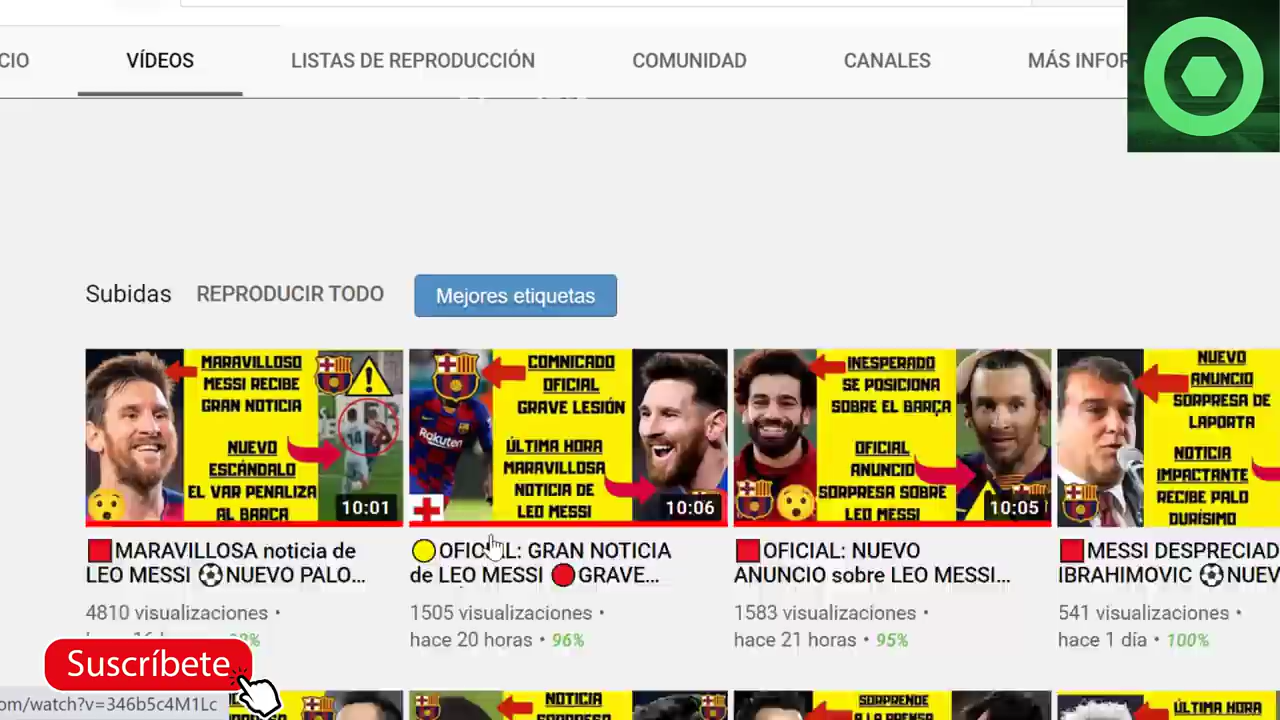 VÍDEOS
LISTAS DE REPRODUCCIÓN
COMUNIDAD
CANALES
MÁS INFOR
CIO
Subidas
REPRODUCIR TODO
Mejores etiquetas
MARAVILLOSO
MESSI RECIBE
GRAN NOTICIA
NUEVO
ESCÁNDALO
EL VAR PENALIZA
AL BARCA
10:01
COMNICADO
OFICIAL
GRAVE LESIÓN
ÚLTIMA HORA
MARAVILLOSA
NOTICIA DE
LEO MESSI
Rakuten
10:06
INESPERADO
SE POSICIONA
SOBRE EL BARÇA
OFICIAL
ANUNCIO
SORPRESA SOBRE
LEO MESSI
10:05
NUEVO
ANUNCIO
SORPRESA DE
LAPORTA
NOTICIA
IMPACTANTE
RECIBE PALO
DURÍSIMO
🟥MARAVILLOSA noticia de
LEO MESSI ⚽NUEVO PALO...
4810 visualizaciones •
🟡OFICIAL: GRAN NOTICIA
de LEO MESSI 🔴GRAVE...
1505 visualizaciones •
hace 20 horas • 96%
🟥OFICIAL: NUEVO
ANUNCIO sobre LEO MESSI...
1583 visualizaciones •
hace 21 horas • 95%
🟥MESSI DESPRECIAD
IBRAHIMOVIC ⚽NUEV
541 visualizaciones •
hace 1 día • 100%
Suscríbete
om/watch?v=346b5c4M1Lc
NOTICIA
SORPRENDE
A LA PRENSA
ÚLTIMA HORA